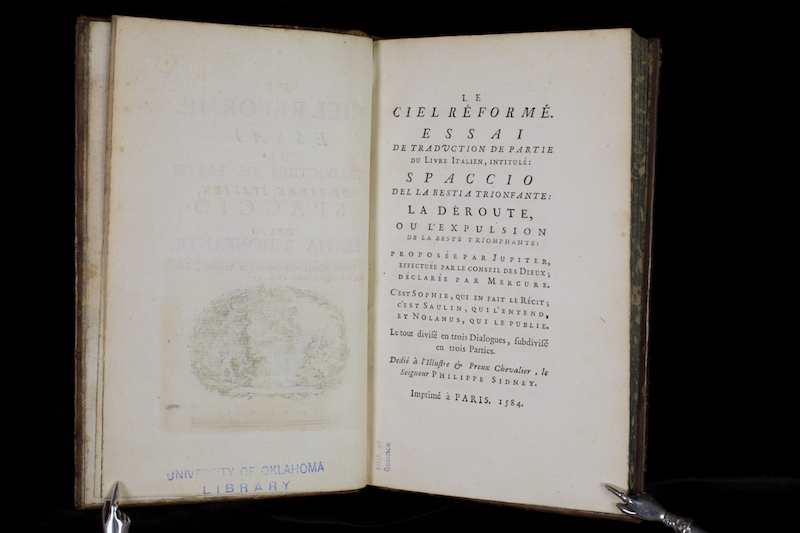 LE
CIEL RÉFORMÉ.
ESSAI
DE TRADVCTION DE PARTIE
DU LIVRE ITALIEN, INTITULÉ:
SPACCIO
DEL LA BESTIA TRIONFANTE:
LA DÉROUTE,
OU L'EXPULSION
DE LA BESTE TRIOMPHANTE:
PROPOSÉE PAR JUPITER,
EFFECTUÉE PAR LE CONSEIL DES DIEUX;
DÉCLARÉE PAR MERCURE.
C'EST SOPHIE, QUI EN FAIT LE RÉCIT;
C'EST SAULIN, QUI L'ENTEND,
ET NOLANUS, QUI LE PUBLIE.
Le tout divisé en trois Dialogues, subdivisé
en trois Parties.
Dedié à l'Illustre & Preux Chevalier, le
Seigneur PHILIPPE SIDNEY.
Imprimé à PARIS. 1584.
Hist. of
Science
UNIVERSITY OF OKLAHOMA
LIBRARY